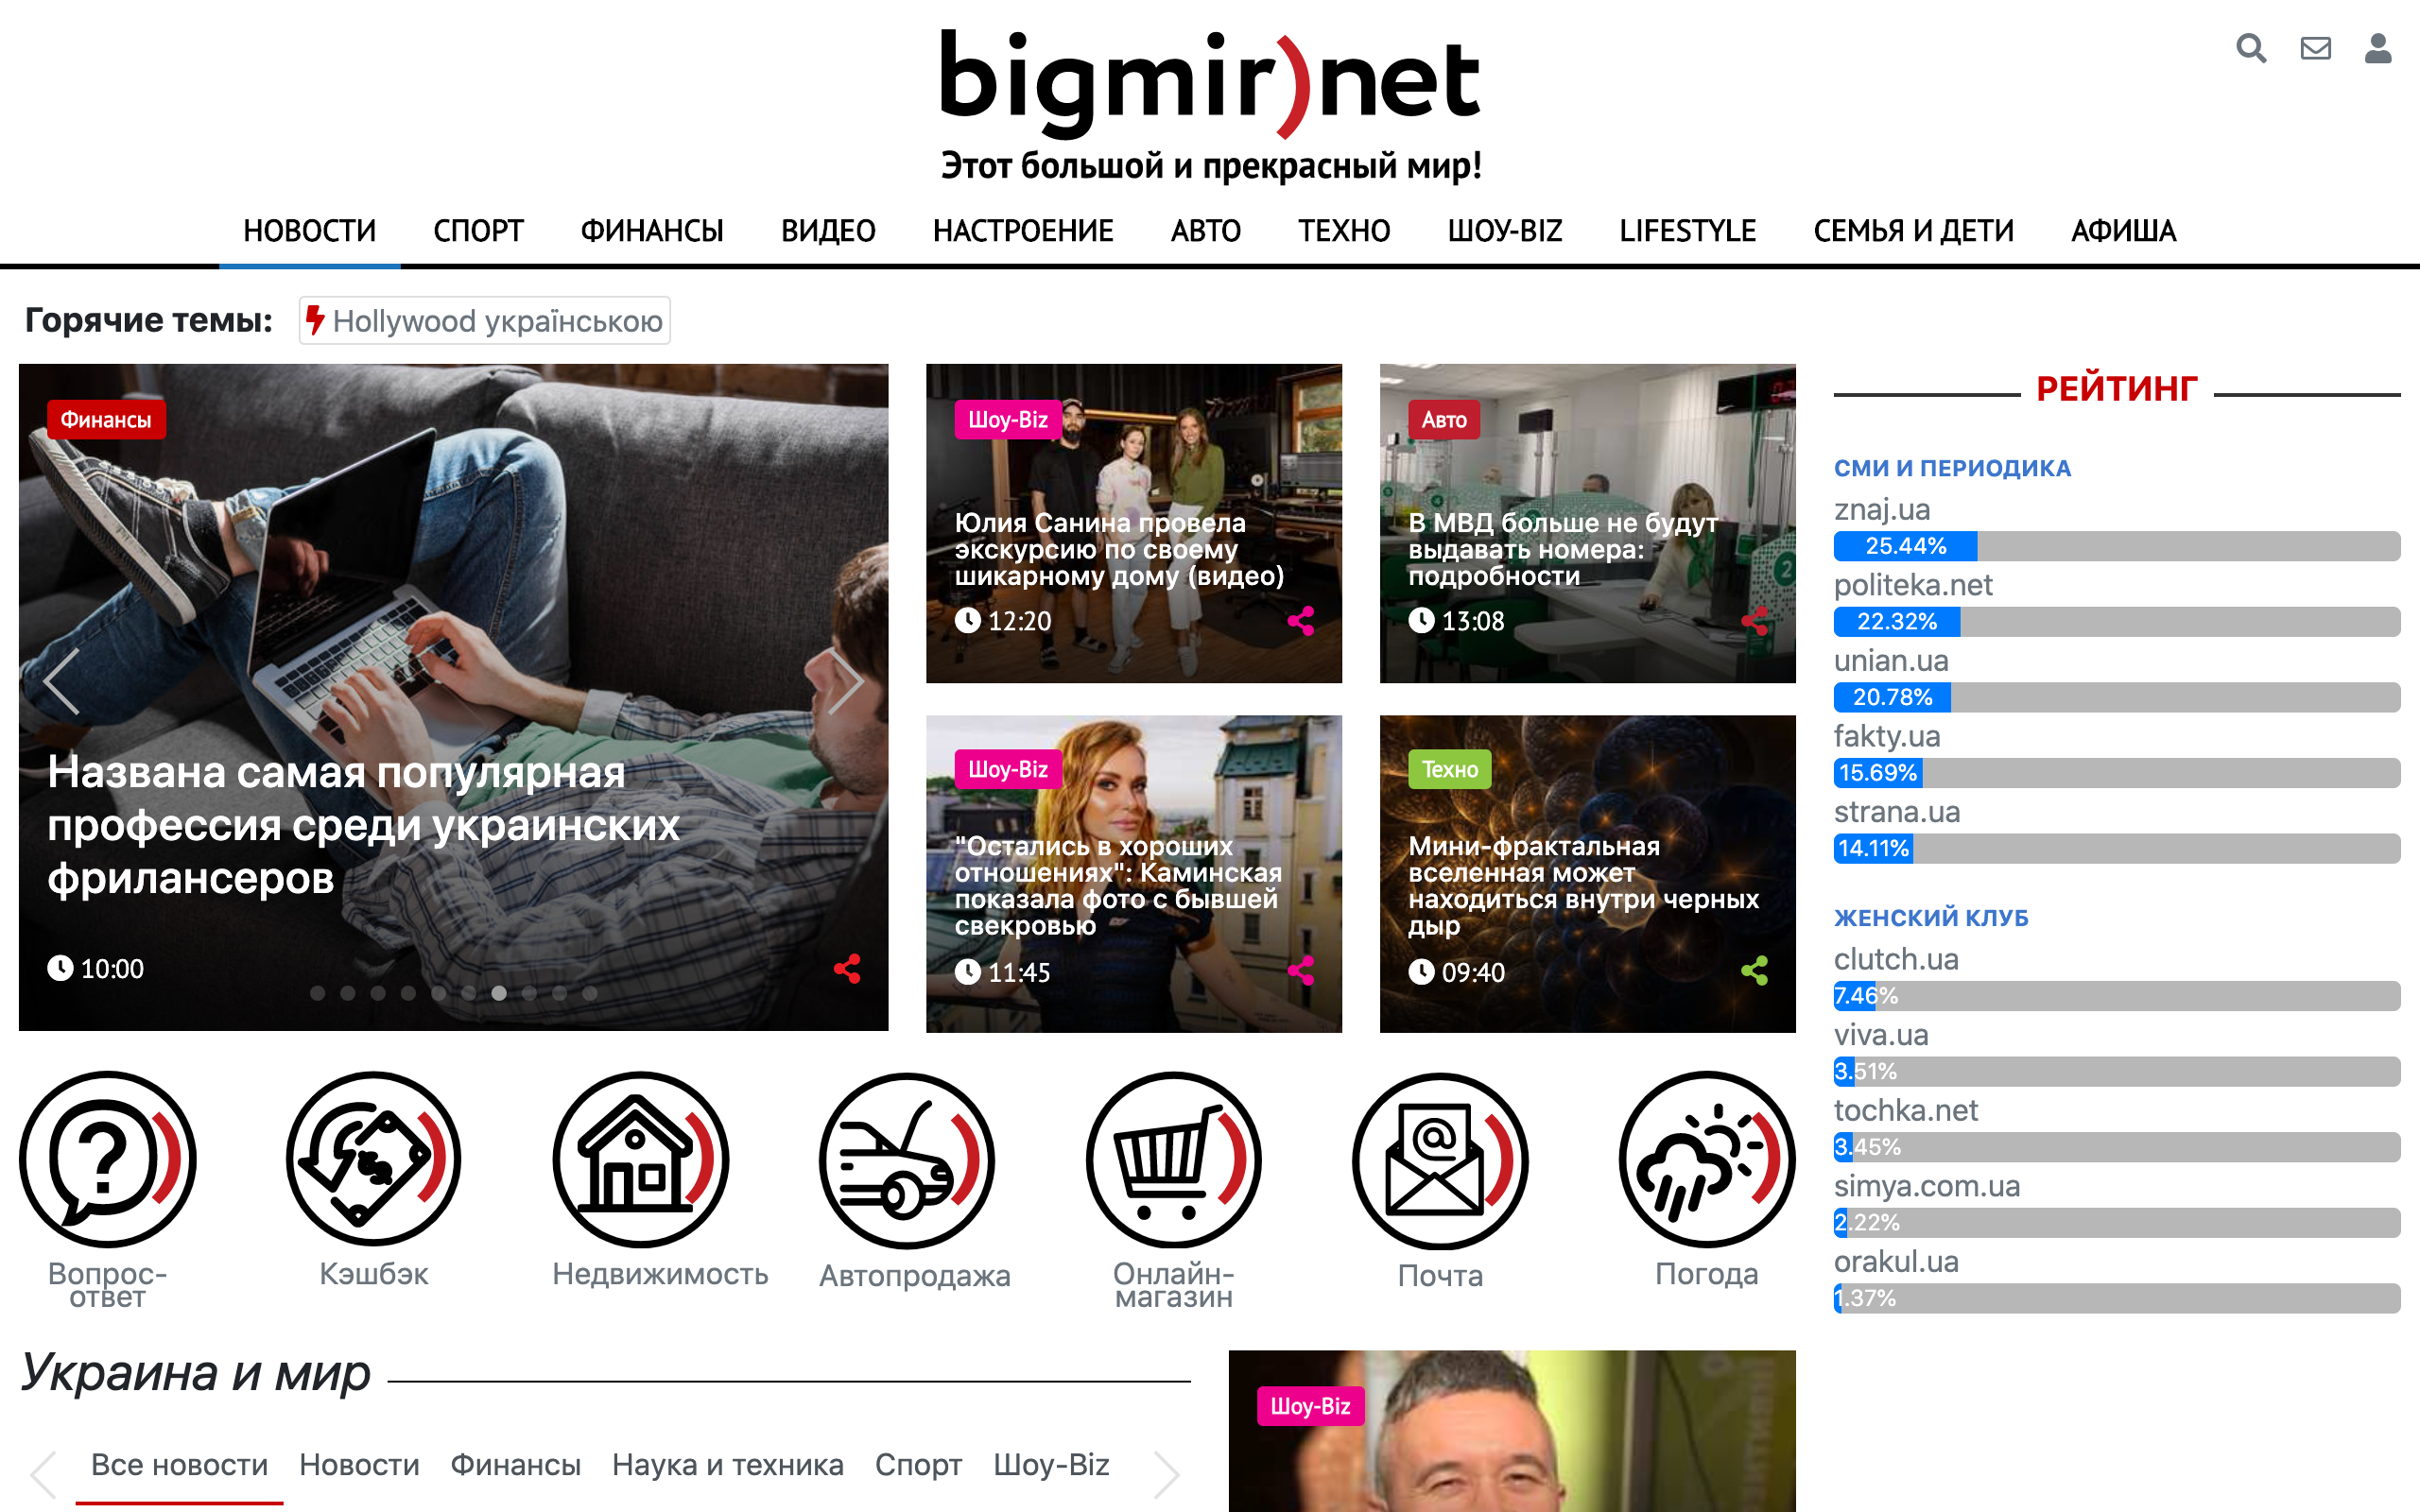 bigmir)net
Этот большой и прекрасный мир!
НОВОСТИ СПОРТ ФИНАНСЫ ВИДЕО НАСТРОЕНИЕ АВТО ТЕХНО ШОУ-BIZ LIFESTYLE СЕМЬЯ И ДЕТИ АФИША
Горячие темы: Hollywood українською
Финансы
Названа самая популярная
профессия среди украинских
фрилансеров
10:00
Шоу-Biz
Юлия Санина провела
экскурсию по своему
шикарному дому (видео)
12:20
Авто
В МВД больше не будут
выдавать номера:
подробности
13:08
Шоу-Biz
"Остались в хороших
отношениях": Каминская
показала фото с бывшей
свекровью
11:45
Техно
Мини-фрактальная
вселенная может
находиться внутри черных
дыр
09:40
РЕЙТИНГ
СМИ И ПЕРИОДИКА
znaj.ua
25.44%
politeka.net
22.32%
unian.ua
20.78%
fakty.ua
15.69%
strana.ua
14.11%
ЖЕНСКИЙ КЛУБ
clutch.ua
7.46%
viva.ua
3.51%
tochka.net
3.45%
simya.com.ua
2.22%
orakul.ua
1.37%
Вопрос-
ответ
Кэшбэк
Недвижимость
Автопродажа
Онлайн-
магазин
Почта
Погода
Украина и мир
Все новости Новости Финансы Наука и техника Спорт Шоу-Biz
Шоу-Biz